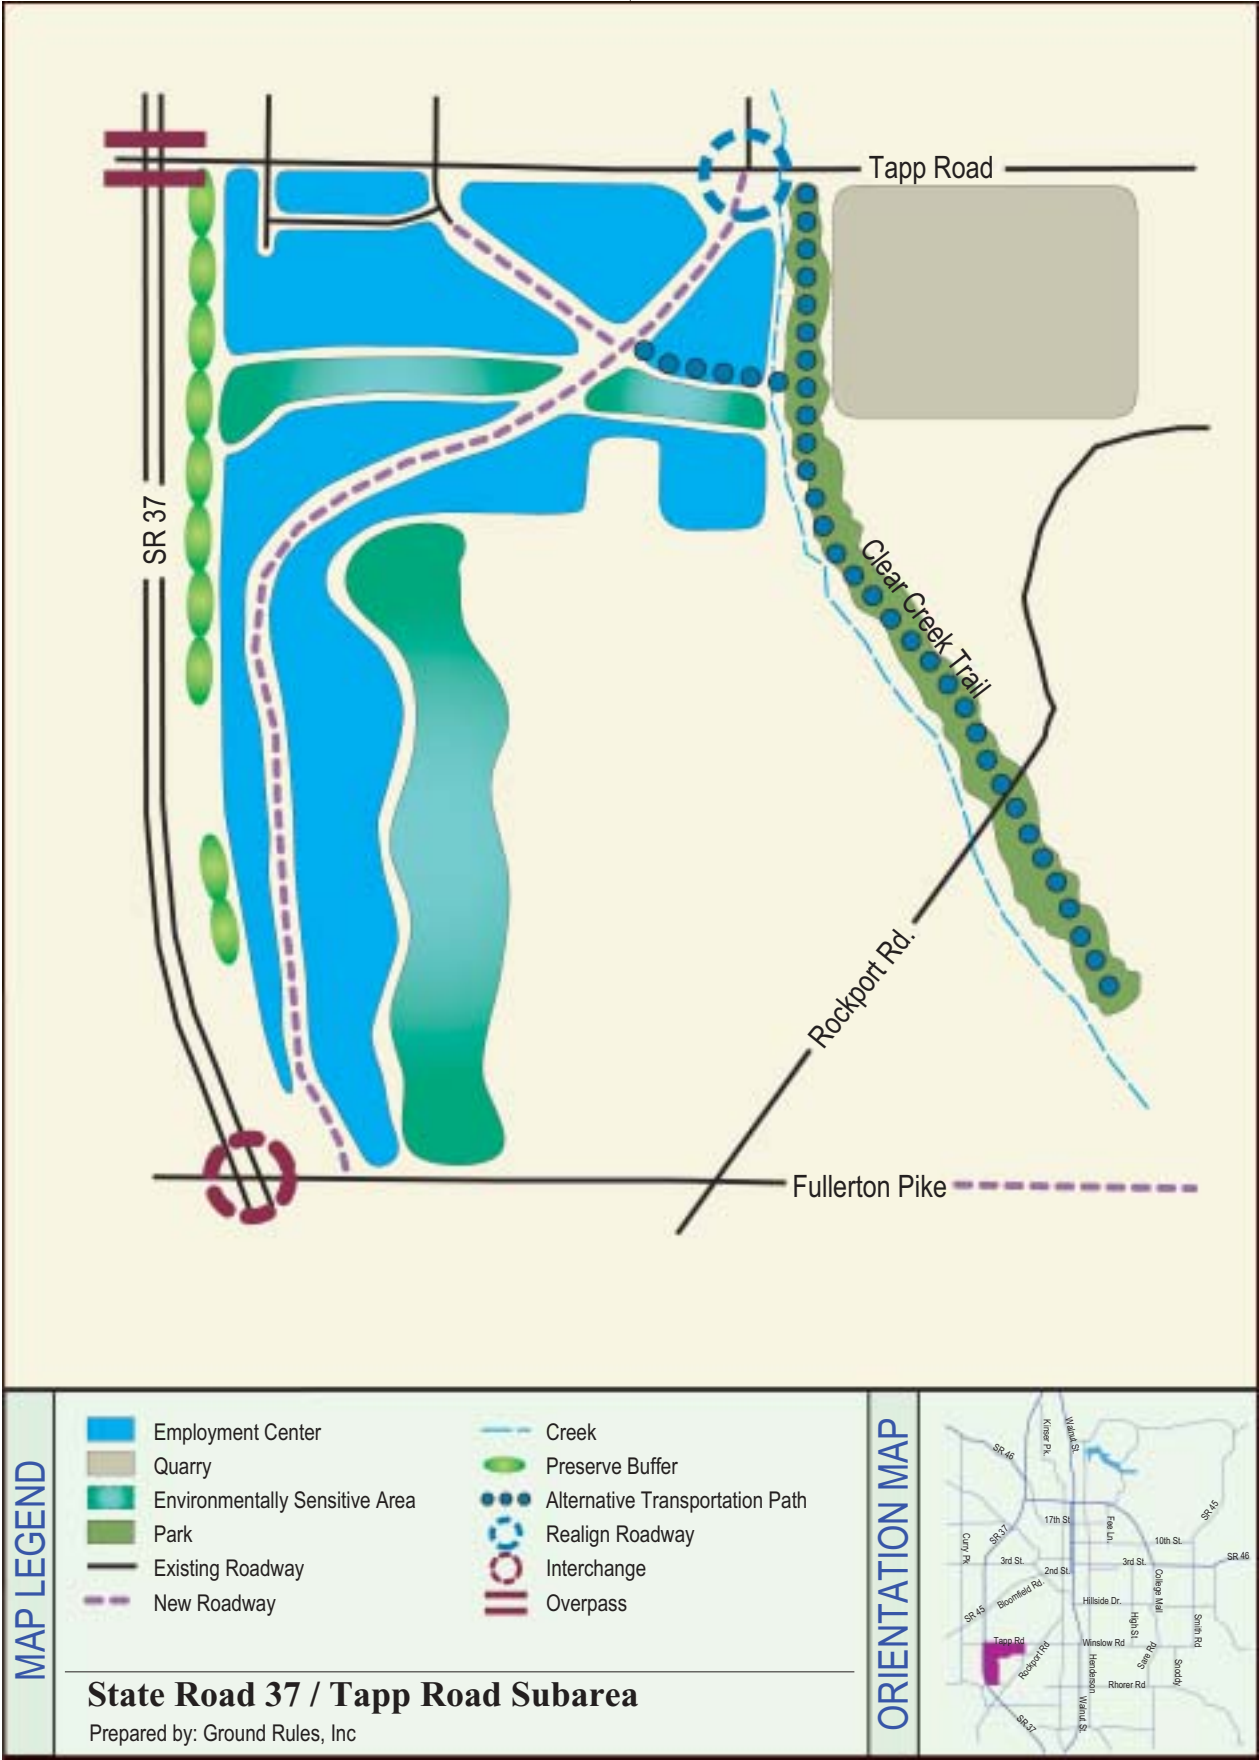 Tapp Road
SR 37
Clear Creek Trail
Rockport Rd.
Fullerton Pike
MAP LEGEND
Employment Center
Quarry
Environmentally Sensitive Area
Park
Existing Roadway
New Roadway
Creek
Preserve Buffer
Alternative Transportation Path
Realign Roadway
Interchange
Overpass
State Road 37 / Tapp Road Subarea
Prepared by: Ground Rules, Inc
ORIENTATION MAP
Kinser Pk.
Walnut St.
SR 46
SR 45
17th St
Fee Ln.
SR 37
10th St.
Curry Pk
3rd St.
3rd St.
SR 46
2nd St.
College Mall
Bloomfield Rd.
Hillside Dr.
SR 45
High St
Smith Rd
Tapp Rd
Winslow Rd
Rockport Rd
Sare Rd
Henderson
Snoddy
Rhorer Rd
Walnut St.
SR 37